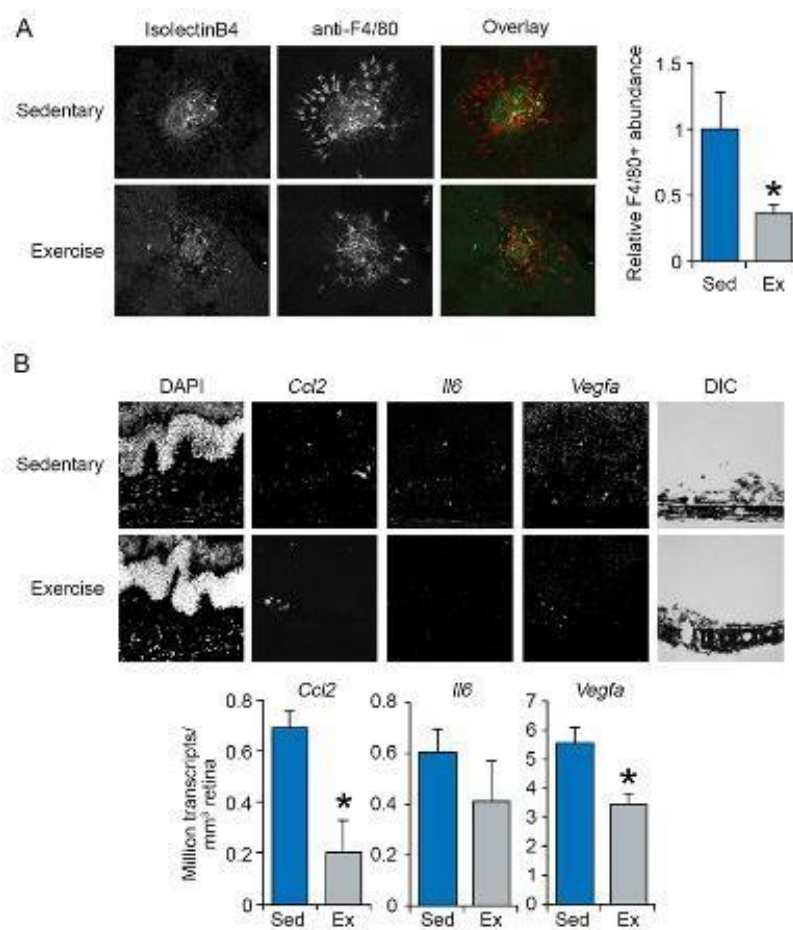 A
IsolectinB4 anti-F4/80 Overlay
Sedentary
Exercise
Relative F4/80+ abundance
1.5
1
0.5
0
*
Sed Ex
B
DAPI Ccl2 Il6 Vegfa DIC
Sedentary
Exercise
Ccl2 Il6 Vegfa
Million transcripts/
mm³ retina
0.8
0.6
0.4
0.2
0
*
Sed Ex
0.8
0.6
0.4
0.2
0
Sed Ex
7
6
5
4
3
2
1
0
*
Sed Ex